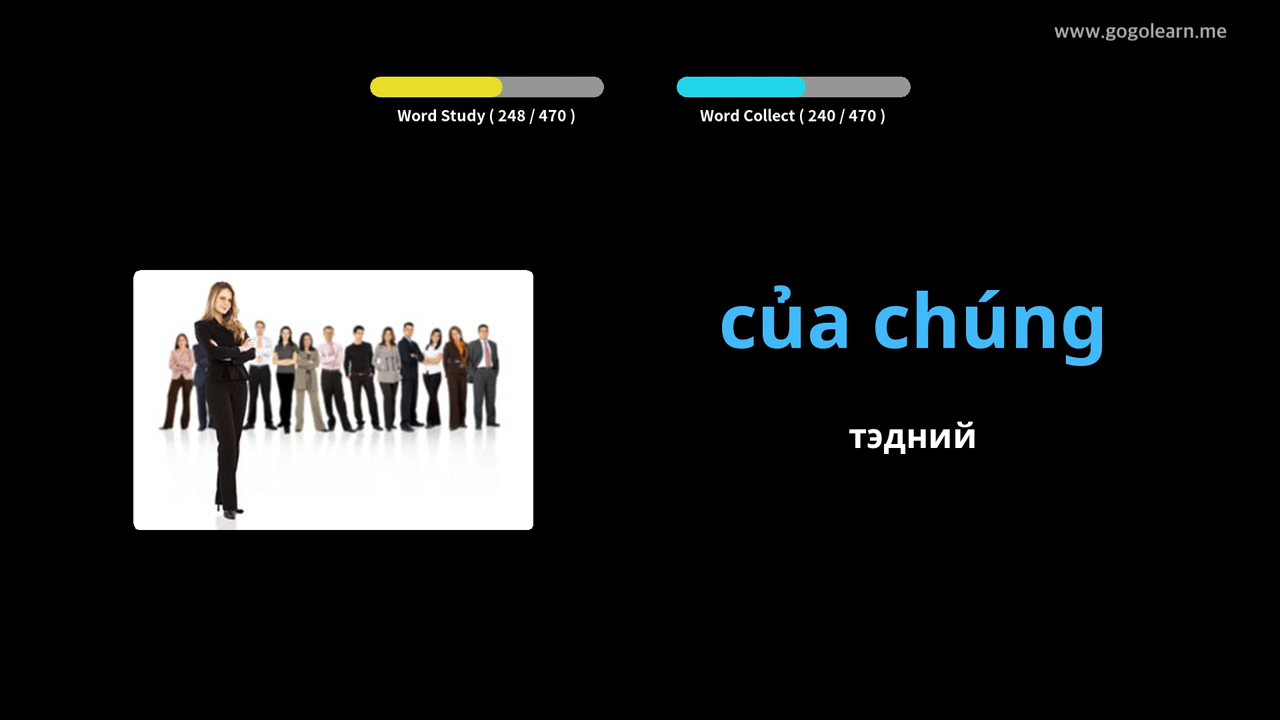 www.gogolearn.me
Word Study ( 248 / 470 )
Word Collect ( 240 / 470 )
của chúng
тэдний